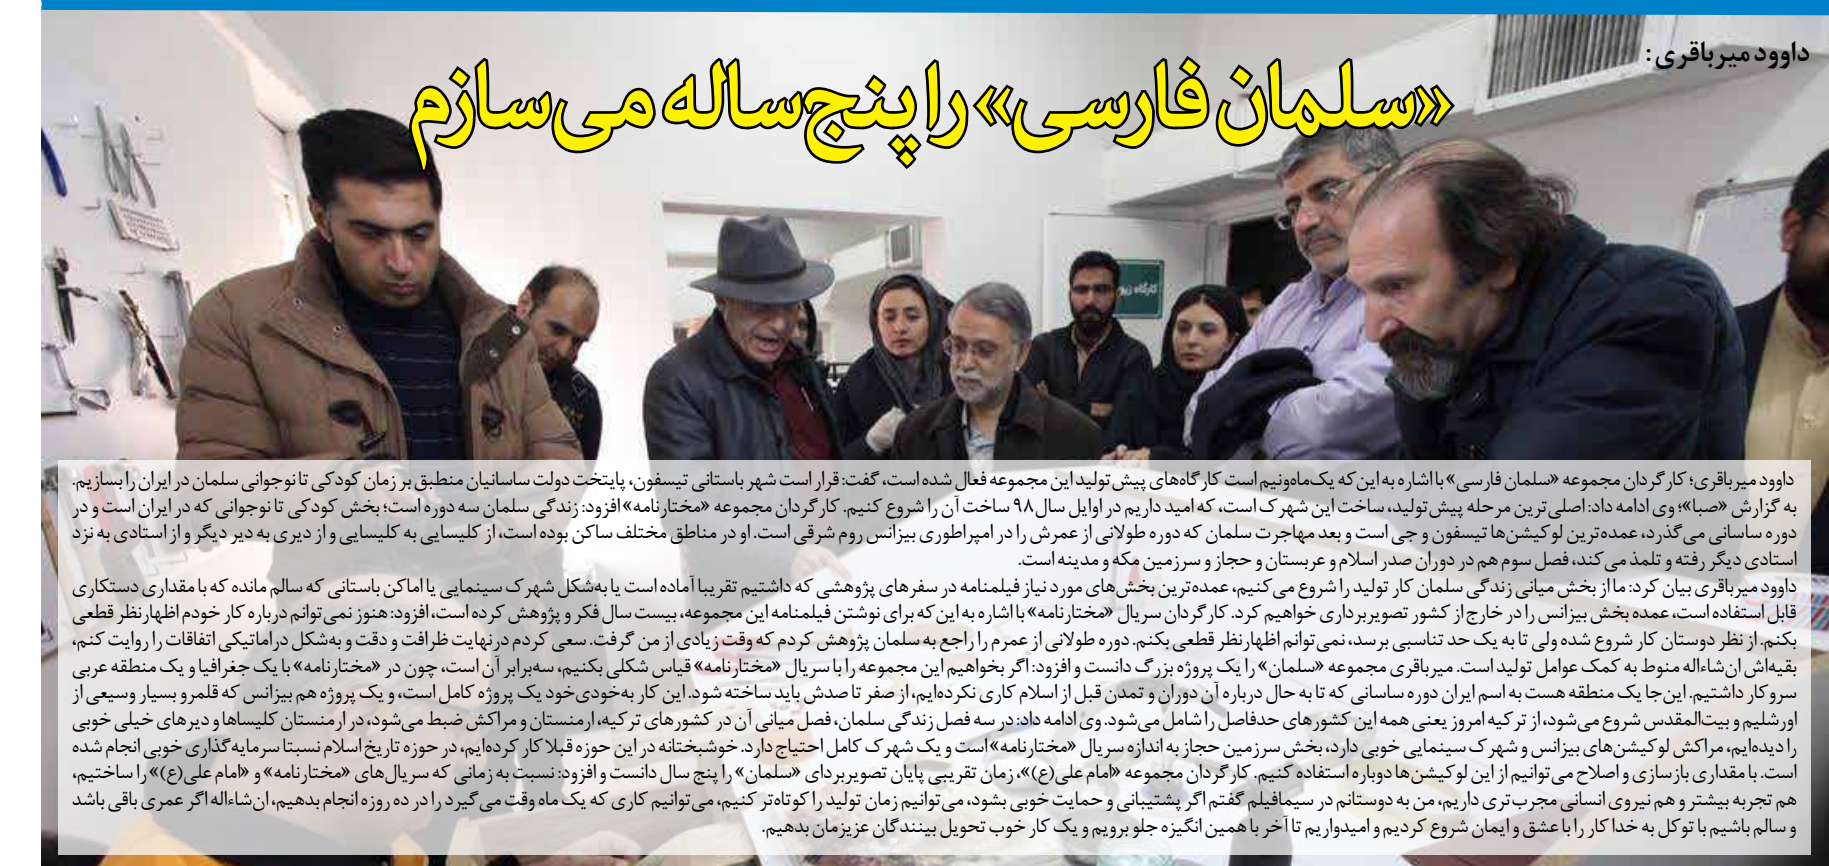 داوود میرباقری:
«سلمان فارسی» را پنج‌ساله می‌سازم
کارگاه
داوود میرباقری؛ کارگردان مجموعه «سلمان فارسی» با اشاره به این که یک‌ماه‌ونیم است کارگاه‌های پیش‌تولید این مجموعه فعال شده است، گفت: قرار است شهر باستانی تیسفون، پایتخت دولت ساسانیان منطبق بر زمان کودکی تا نوجوانی سلمان در ایران را بسازیم.
به گزارش «صبا»؛ وی ادامه داد: اصلی‌ترین مرحله پیش‌تولید، ساخت این شهرک است، که امید داریم در اوایل سال ۹۸ ساخت آن را شروع کنیم. کارگردان مجموعه «مختارنامه» افزود: زندگی سلمان سه دوره است؛ بخش کودکی تا نوجوانی که در ایران است و در
دوره ساسانی می‌گذرد، عمده‌ترین لوکیشن‌ها تیسفون و جی است و بعد مهاجرت سلمان که دوره طولانی از عمرش را در امپراطوری بیزانس روم شرقی است. او در مناطق مختلف ساکن بوده است، از کلیسایی به کلیسایی و از دیری به دیر دیگر و از استادی به نزد
استادی دیگر رفته و تلمذ می‌کند، فصل سوم هم در دوران صدر اسلام و عربستان و حجاز و سرزمین مکه و مدینه است.
داوود میرباقری بیان کرد: ما از بخش میانی زندگی سلمان کار تولید را شروع می‌کنیم، عمده‌ترین بخش‌های مورد نیاز فیلمنامه در سفرهای پژوهشی که داشتیم تقریبا آماده است یا به‌شکل شهرک سینمایی یا اماکن باستانی که سالم مانده که با مقداری دستکاری
قابل استفاده است، عمده بخش بیزانس را در خارج از کشور تصویربرداری خواهیم کرد. کارگردان سریال «مختارنامه» با اشاره به این که برای نوشتن فیلمنامه این مجموعه، بیست سال فکر و پژوهش کرده است، افزود: هنوز نمی‌توانم درباره کار خودم اظهارنظر قطعی
بکنم. از نظر دوستان کار شروع شده ولی تا به یک حد تناسبی برسد، نمی‌توانم اظهارنظر قطعی بکنم. دوره طولانی از عمرم را راجع به سلمان پژوهش کردم که وقت زیادی از من گرفت. سعی کردم درنهایت ظرافت و دقت و به‌شکل دراماتیکی اتفاقات را روایت کنم،
بقیه‌اش ان‌شاءاله منوط به کمک عوامل تولید است. میرباقری مجموعه «سلمان» را یک پروژه بزرگ دانست و افزود: اگر بخواهیم این مجموعه را با سریال «مختارنامه» قیاس شکلی بکنیم، سه‌برابر آن است، چون در «مختارنامه» با یک جغرافیا و یک منطقه عربی
سروکار داشتیم. این‌جا یک منطقه هست به اسم ایران دوره ساسانی که تا به حال درباره آن دوران و تمدن قبل از اسلام کاری نکرده‌ایم، از صفر تا صدش باید ساخته شود. این کار به‌خودی‌خود یک پروژه کامل است، و یک پروژه هم بیزانس که قلمرو بسیار وسیعی از
اورشلیم و بیت‌المقدس شروع می‌شود، از ترکیه امروز یعنی همه این کشورهای حدفاصل را شامل می‌شود. وی ادامه داد: در سه فصل زندگی سلمان، فصل میانی آن در کشورهای ترکیه، ارمنستان و مراکش ضبط می‌شود، در ارمنستان کلیساها و دیرهای خیلی خوبی
را دیده‌ایم، مراکش لوکیشن‌های بیزانس و شهرک سینمایی خوبی دارد، بخش سرزمین حجاز به اندازه سریال «مختارنامه» است و یک شهرک کامل احتیاج دارد. خوشبختانه در این حوزه قبلا کار کرده‌ایم، در حوزه تاریخ اسلام نسبتا سرمایه‌گذاری خوبی انجام شده
است. با مقداری بازسازی و اصلاح می‌توانیم از این لوکیشن‌ها دوباره استفاده کنیم. کارگردان مجموعه «امام علی(ع)»، زمان تقریبی پایان تصویربردای «سلمان» را پنج سال دانست و افزود: نسبت به زمانی که سریال‌های «مختارنامه» و «امام علی(ع)» را ساختیم،
هم تجربه بیشتر و هم نیروی انسانی مجرب‌تری داریم، من به دوستانم در سیمافیلم گفتم اگر پشتیبانی و حمایت خوبی بشود، می‌توانیم زمان تولید را کوتاه‌تر کنیم، می‌توانیم کاری که یک ماه وقت می‌گیرد را در ده روزه انجام بدهیم، ان‌شاءاله اگر عمری باقی باشد
و سالم باشیم با توکل به خدا کار را با عشق و ایمان شروع کردیم و امیدواریم تا آخر با همین انگیزه جلو برویم و یک کار خوب تحویل بینندگان عزیزمان بدهیم.